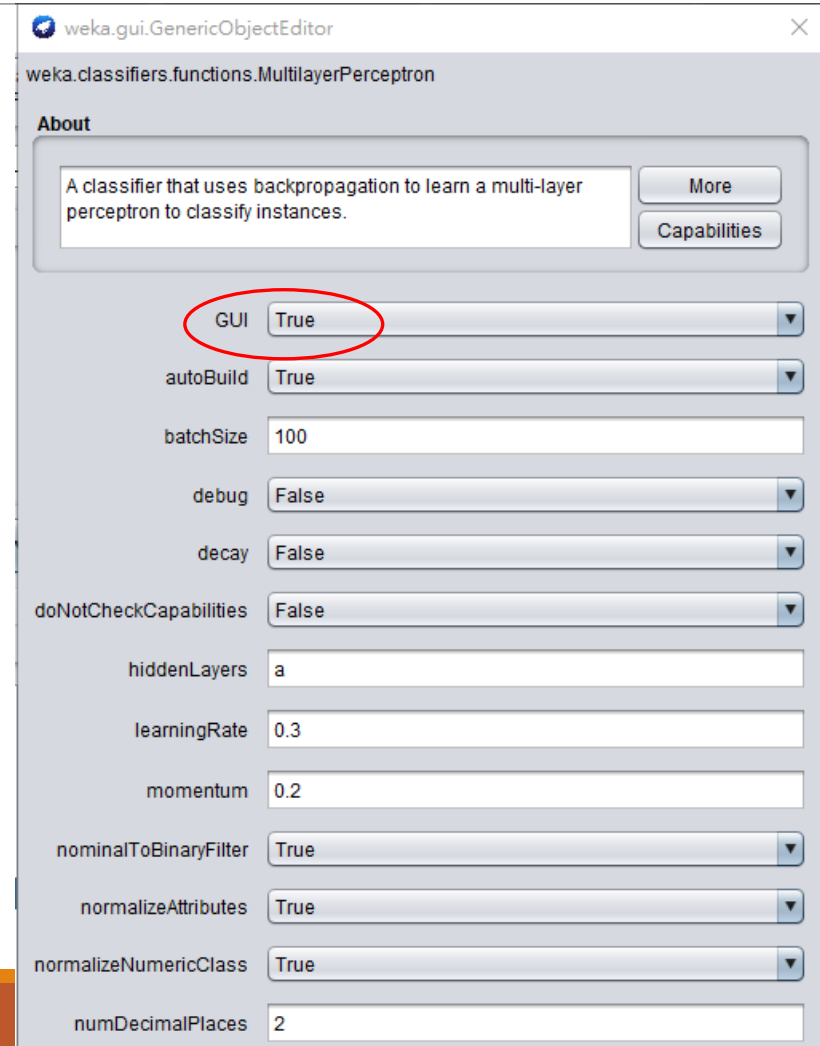 weka.gui.GenericObjectEditor
weka.classifiers.functions.MultilayerPerceptron
About
A classifier that uses backpropagation to learn a multi-layer
perceptron to classify instances.
More
Capabilities
GUI True
autoBuild True
batchSize 100
debug False
decay False
doNotCheckCapabilities False
hiddenLayers a
learningRate 0.3
momentum 0.2
nominalToBinaryFilter True
normalizeAttributes True
normalizeNumericClass True
numDecimalPlaces 2